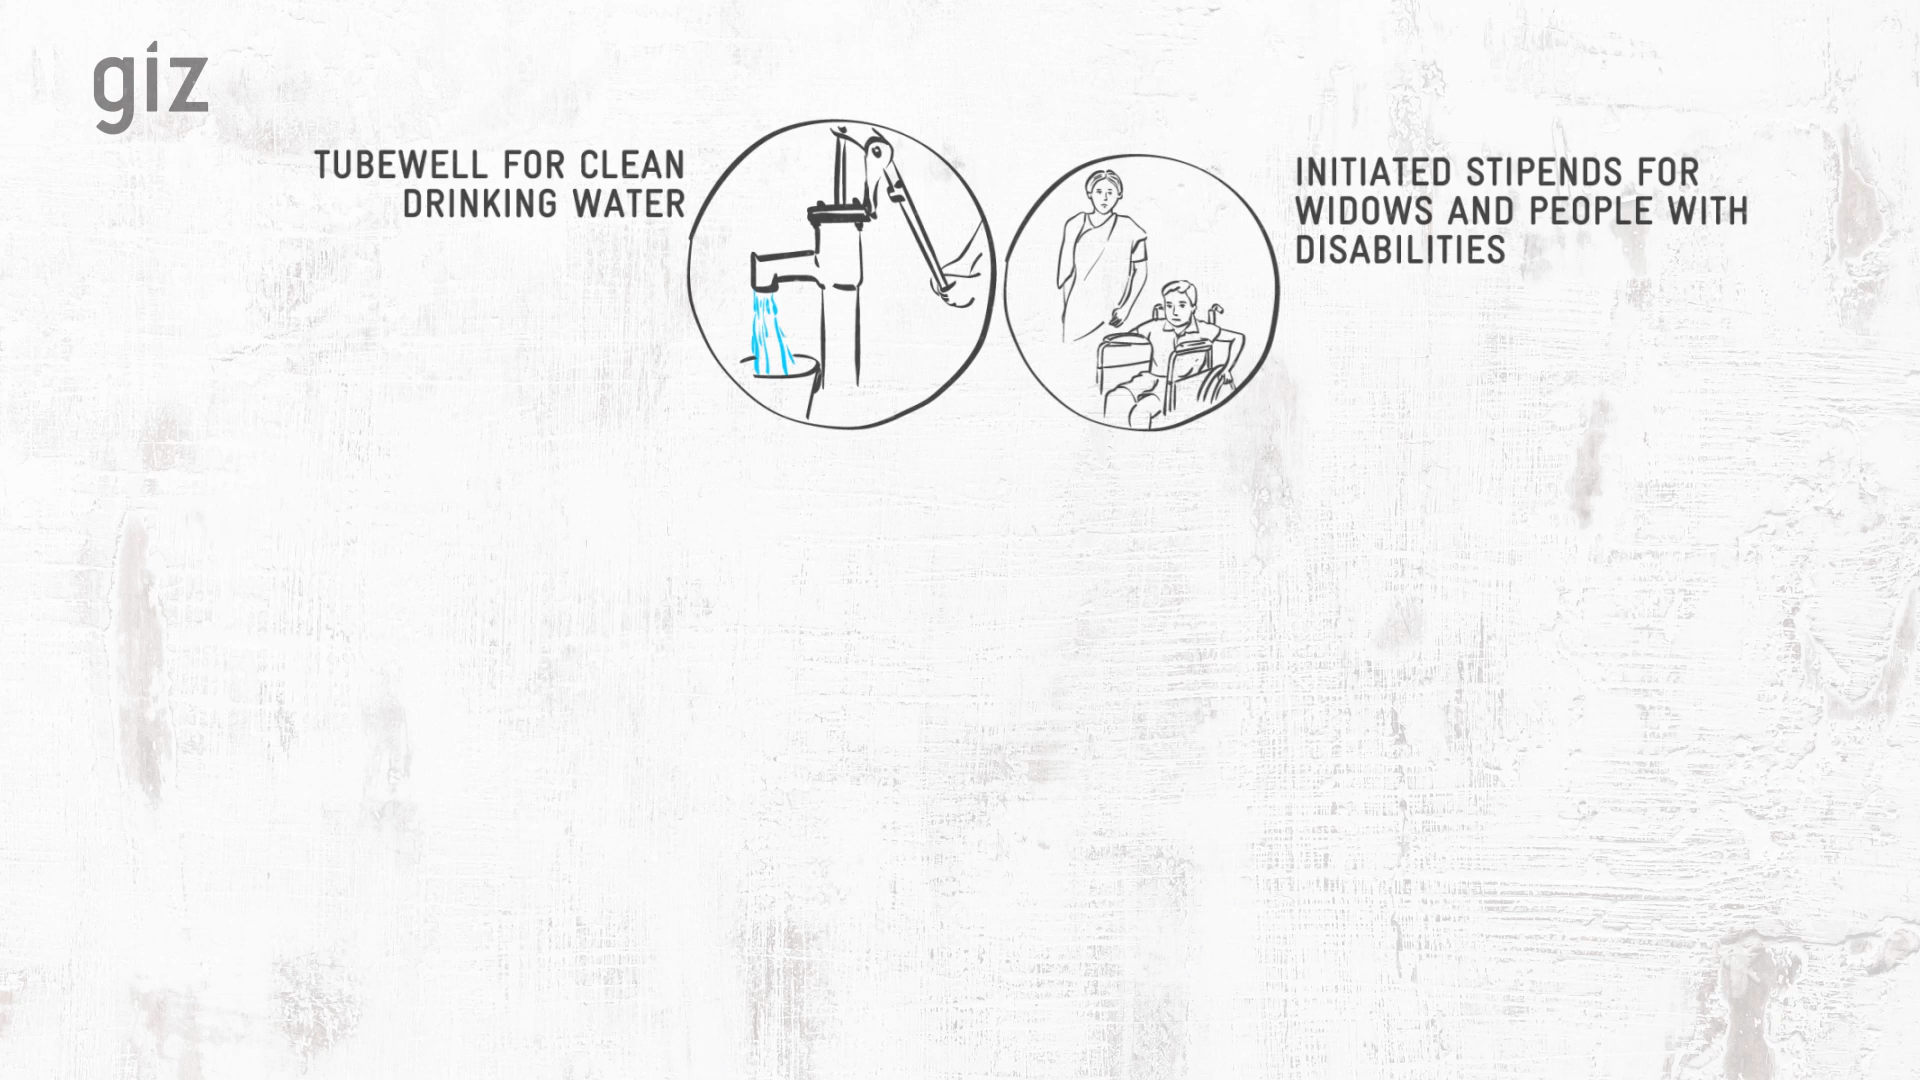 giz
TUBEWELL FOR CLEAN
DRINKING WATER
INITIATED STIPENDS FOR
WIDOWS AND PEOPLE WITH
DISABILITIES